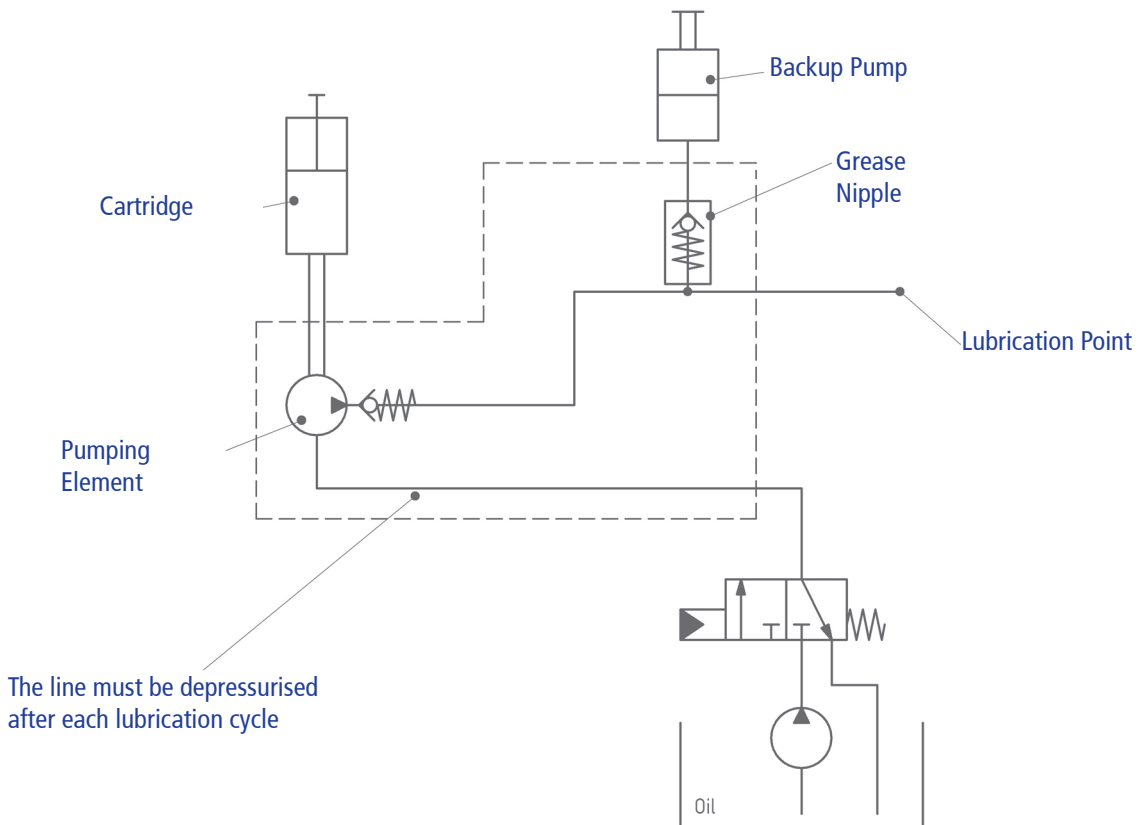 Backup Pump
Cartridge
Grease
Nipple
Lubrication Point
Pumping
Element
The line must be depressurised
after each lubrication cycle
Oil